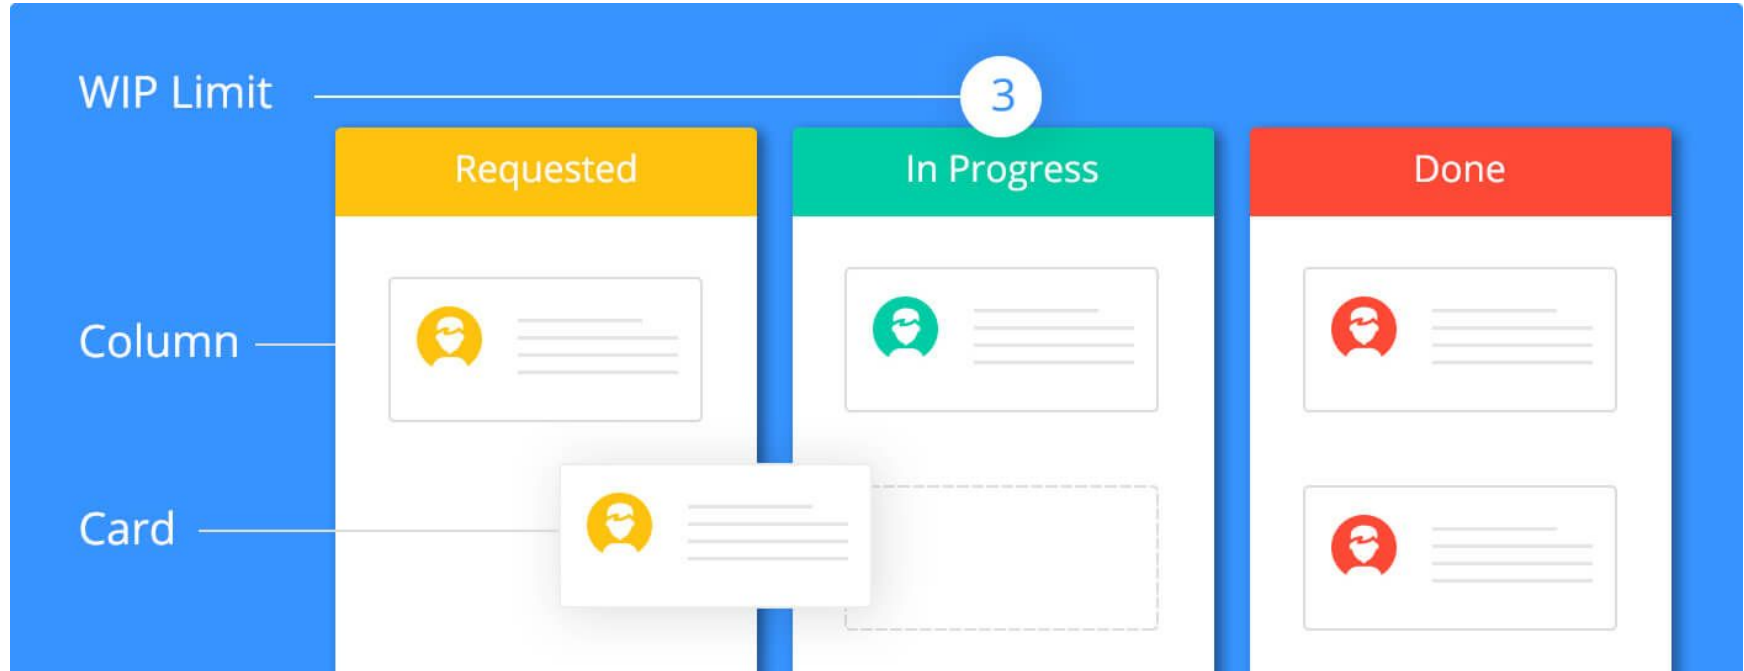 WIP Limit
3
Requested
In Progress
Done
Column
Card